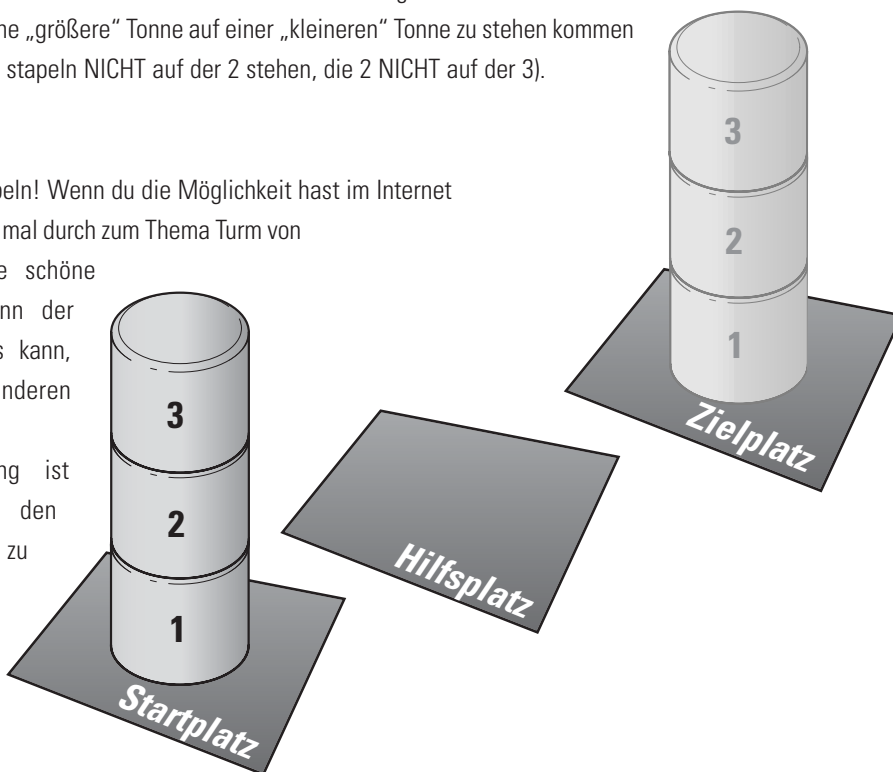 ne „größere“ Tonne auf einer „kleineren“ Tonne zu stehen kommen
stapeln NICHT auf der 2 stehen, die 2 NICHT auf der 3).
peln! Wenn du die Möglichkeit hast im Internet
mal durch zum Thema Turm von
e schöne
nn der
s kann,
nderen
ng ist
den
zu
3
2
1
Startplatz
Hilfsplatz
3
2
1
Zielplatz